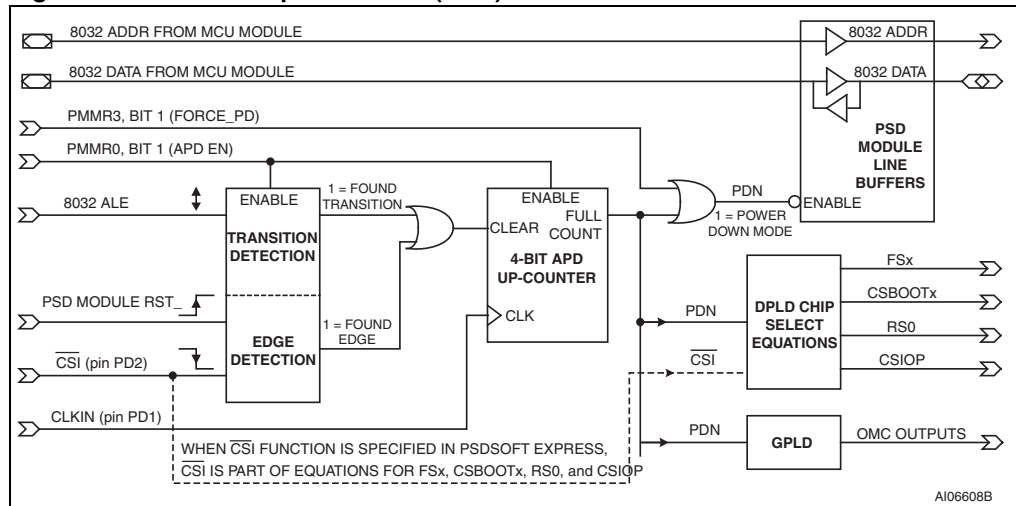 8032 ADDR FROM MCU MODULE
8032 ADDR
8032 DATA FROM MCU MODULE
8032 DATA
PMMR3, BIT 1 (FORCE_PD)
PMMR0, BIT 1 (APD EN)
PSD
MODULE
LINE
BUFFERS
8032 ALE
ENABLE
1 = FOUND
TRANSITION
TRANSITION
DETECTION
ENABLE
FULL
COUNT
CLEAR
4-BIT APD
UP-COUNTER
CLK
PDN
1 = POWER
DOWN MODE
ENABLE
PSD MODULE RST_
EDGE
DETECTION
1 = FOUND
EDGE
CSI (pin PD2)
CLKIN (pin PD1)
PDN
CSI
DPLD CHIP
SELECT
EQUATIONS
FSx
CSBOOTx
RS0
CSIOP
WHEN CSI FUNCTION IS SPECIFIED IN PSDSOFT EXPRESS,
CSI IS PART OF EQUATIONS FOR FSx, CSBOOTx, RS0, and CSIOP
PDN
GPLD
OMC OUTPUTS
AI06608B